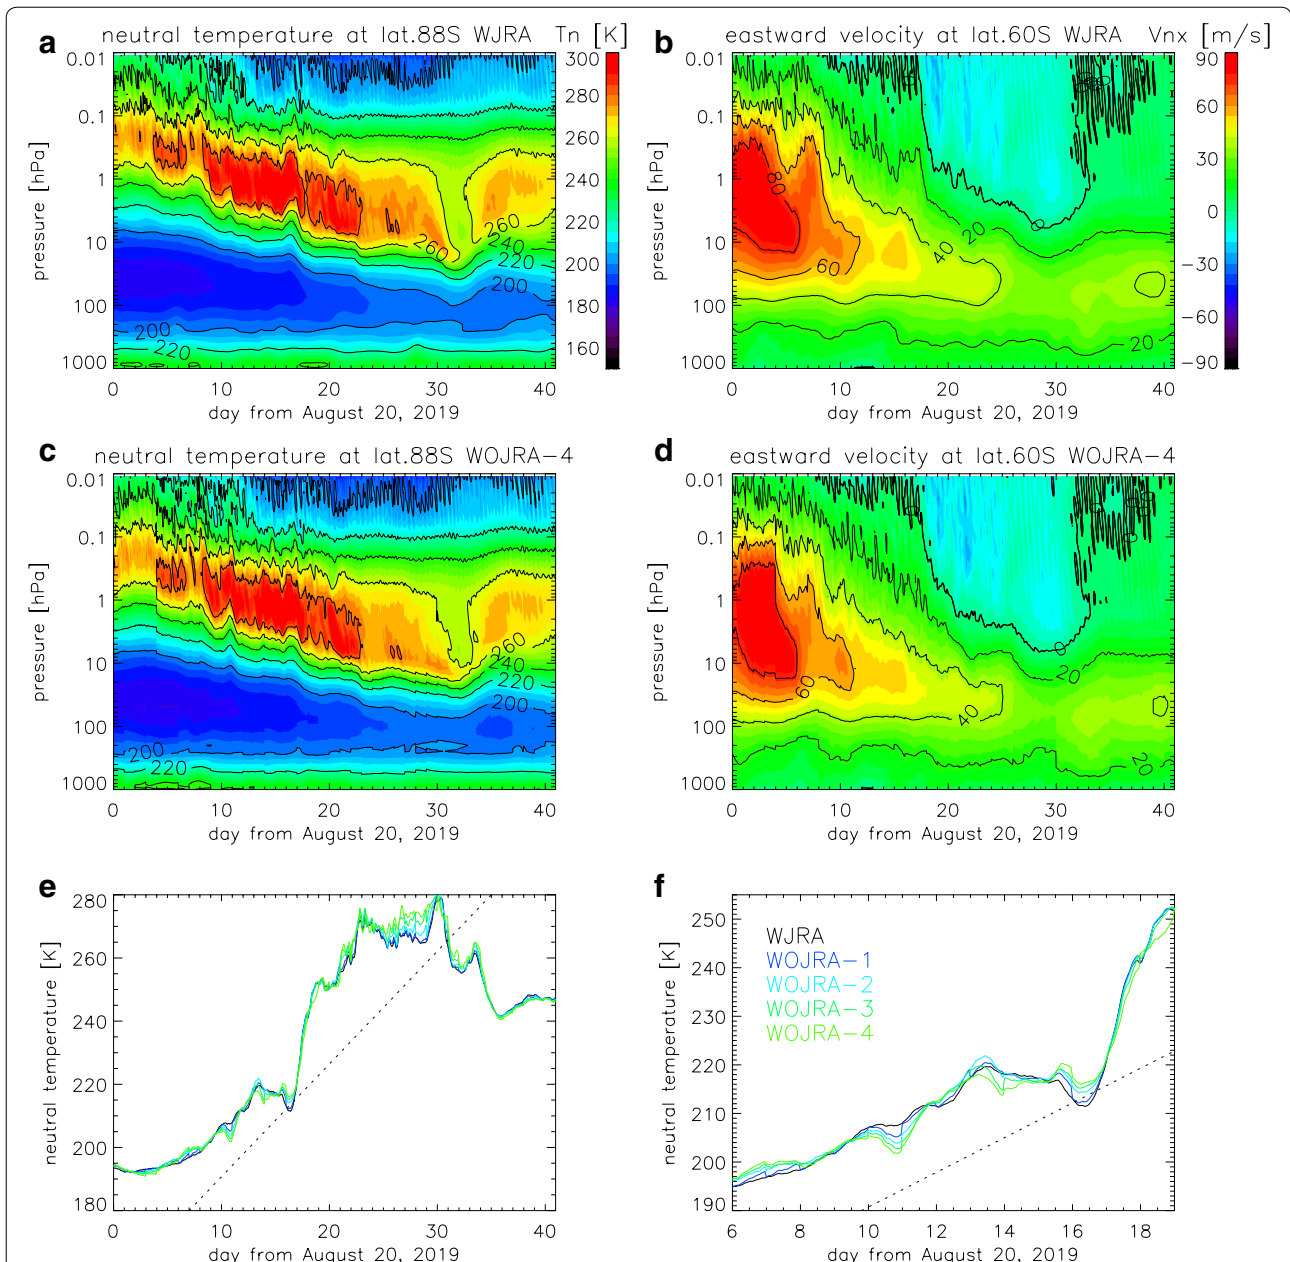 a neutral temperature at lat.88S WJRA Tn [K]
0.01
0.1
1
10
100
1000
pressure [hPa]
260
260
240
220
200
200
220
0 10 20 30 40
day from August 20, 2019
300
280
260
240
220
200
180
160
b eastward velocity at lat.60S WJRA Vnx [m/s]
0.01
0.1
1
10
100
1000
pressure [hPa]
80
60
40
20
0
20
0 10 20 30 40
day from August 20, 2019
90
60
30
0
−30
−60
−90
c neutral temperature at lat.88S WOJRA−4
0.01
0.1
1
10
100
1000
pressure [hPa]
260
240
220
200
200
220
0 10 20 30 40
day from August 20, 2019
d eastward velocity at lat.60S WOJRA−4
0.01
0.1
1
10
100
1000
pressure [hPa]
60
40
20
0
20
0 10 20 30 40
day from August 20, 2019
e
280
260
240
220
200
180
neutral temperature [K]
0 10 20 30 40
day from August 20, 2019
f
250
240
230
220
210
200
190
neutral temperature [K]
WJRA
WOJRA−1
WOJRA−2
WOJRA−3
WOJRA−4
6 8 10 12 14 16 18
day from August 20, 2019